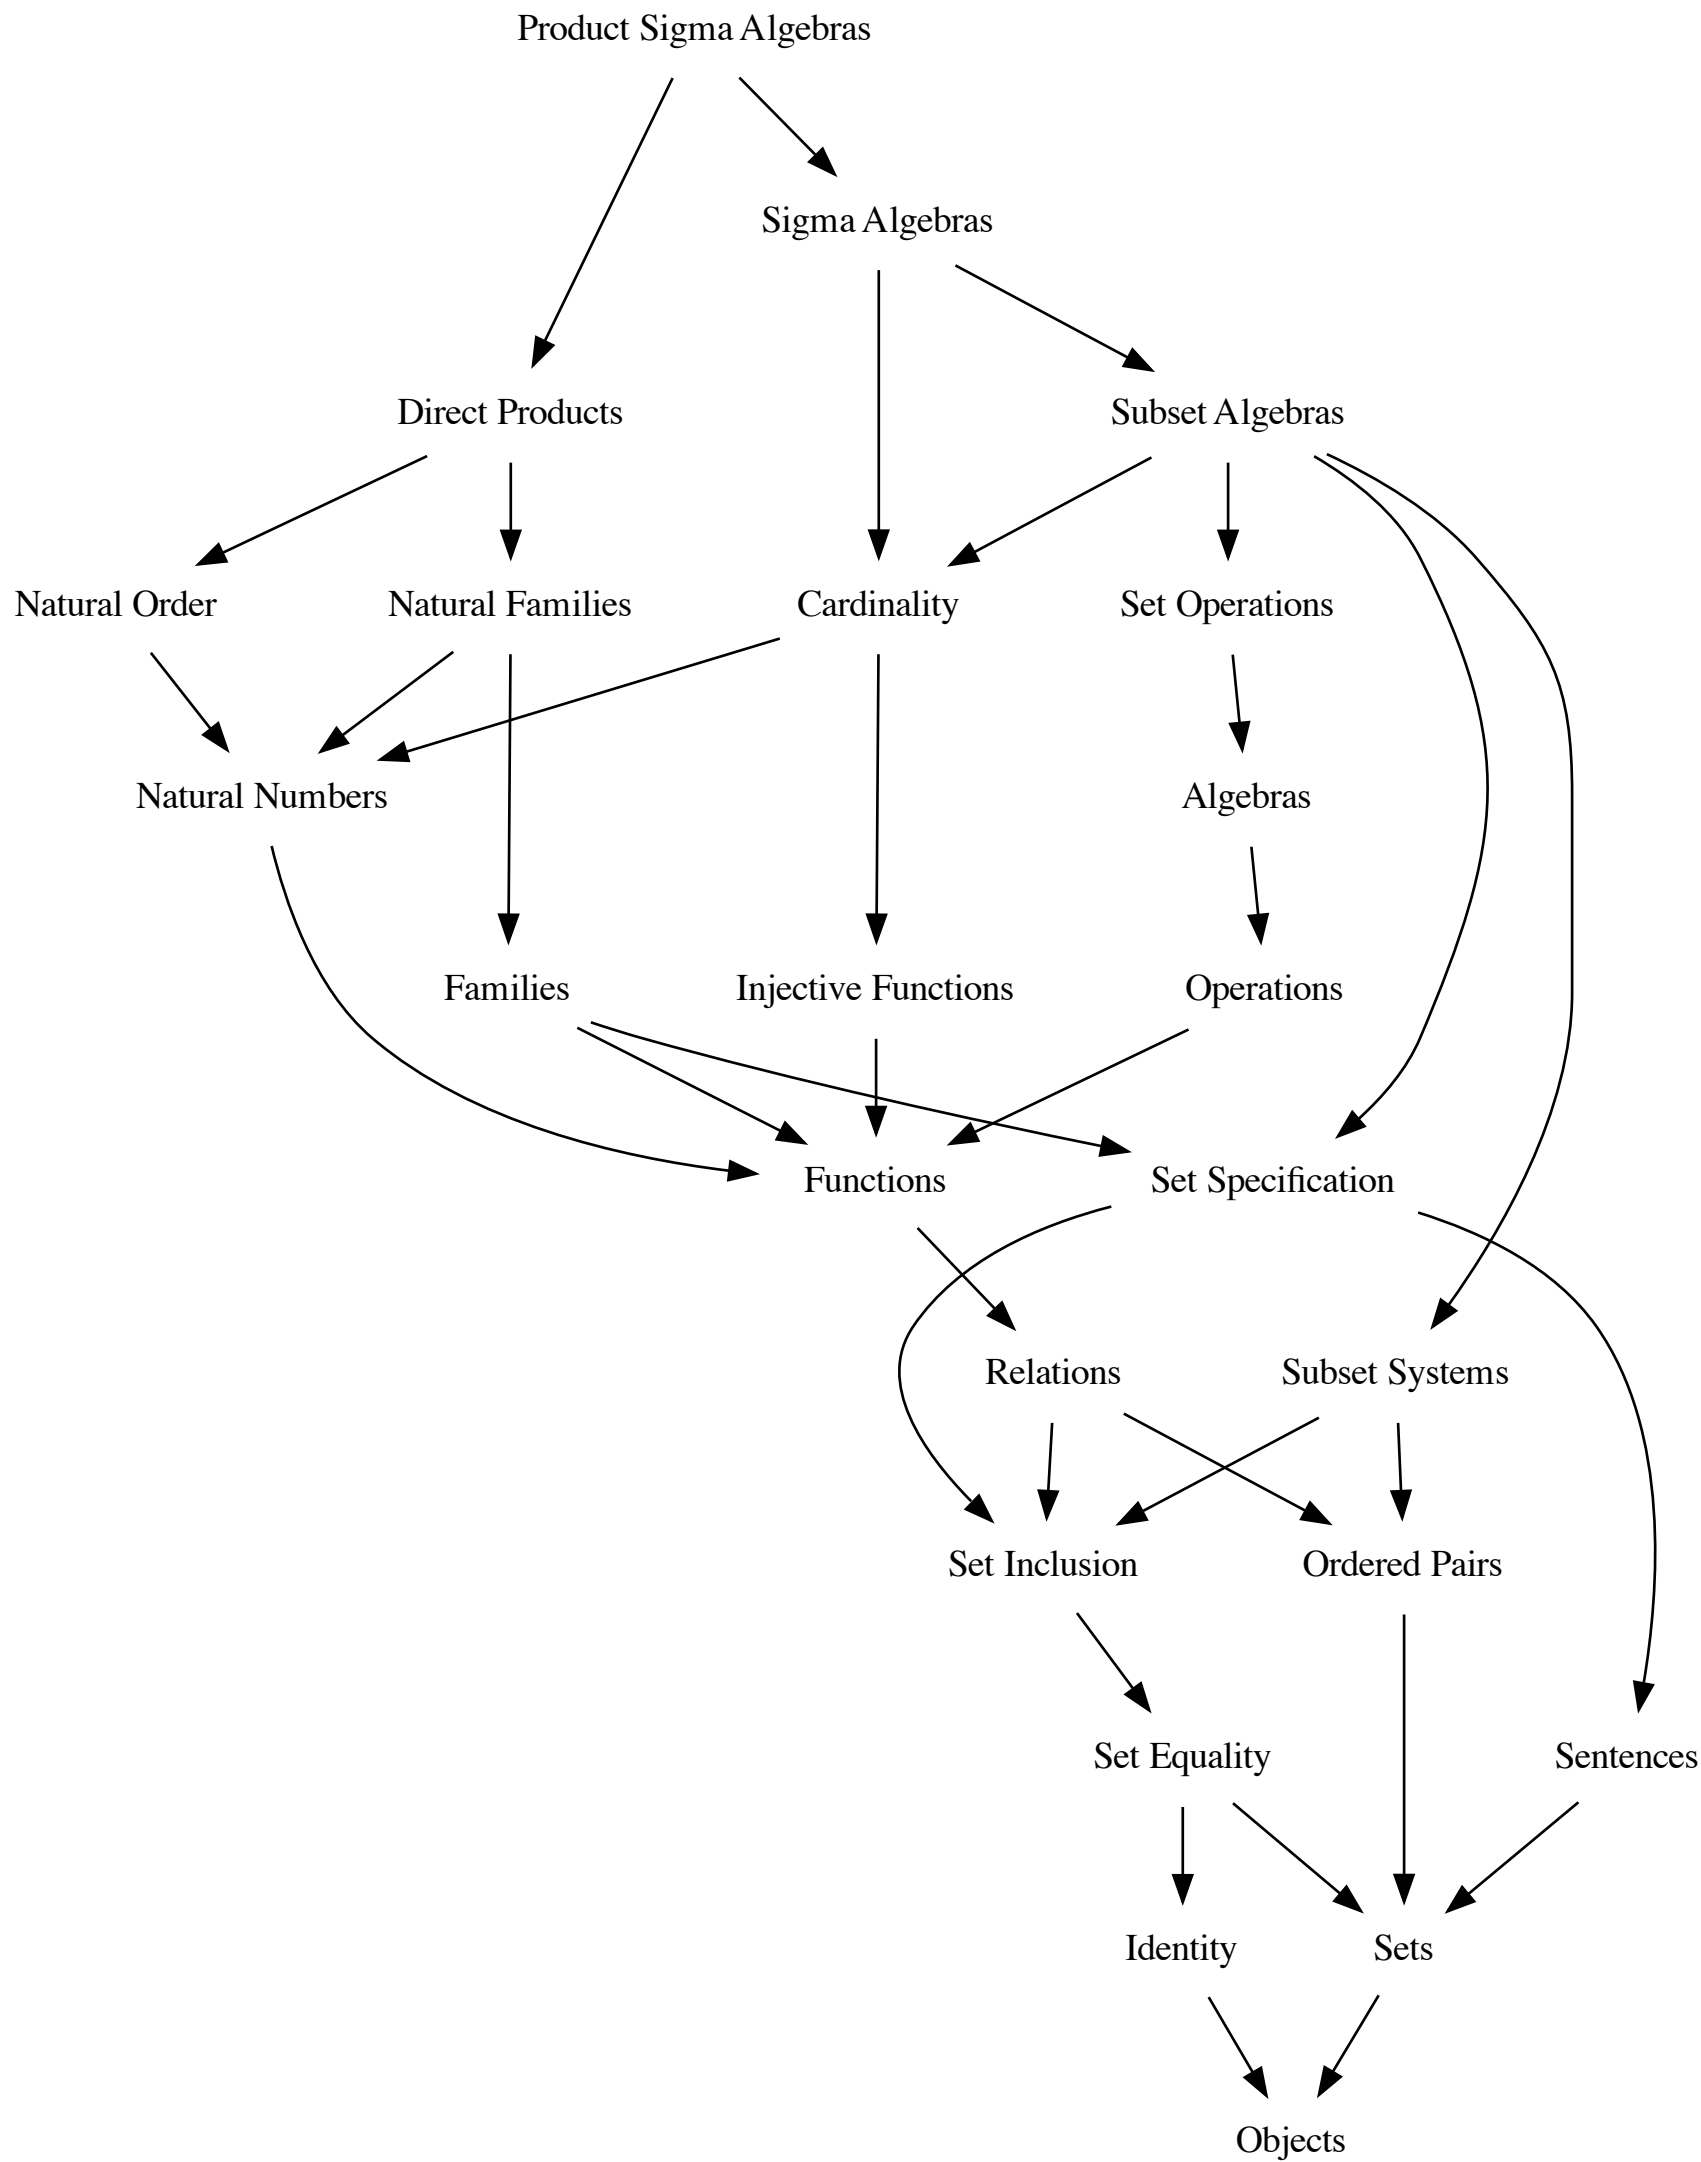 Product Sigma Algebras
Sigma Algebras
Direct Products
Subset Algebras
Natural Order
Natural Families
Cardinality
Set Operations
Natural Numbers
Algebras
Families
Injective Functions
Operations
Functions
Set Specification
Relations
Subset Systems
Set Inclusion
Ordered Pairs
Set Equality
Sentences
Identity
Sets
Objects